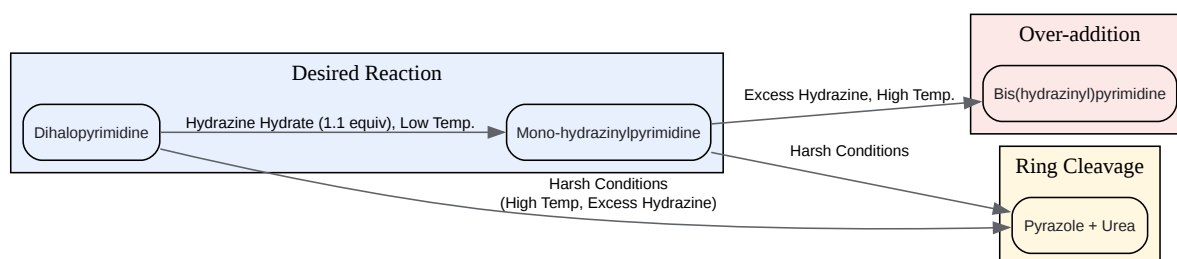 Over-addition
Desired Reaction
Excess Hydrazine, High Temp.
Bis(hydrazinyl)pyrimidine
Dihalopyrimidine
Hydrazine Hydrate (1.1 equiv), Low Temp.
Mono-hydrazinylpyrimidine
Harsh Conditions
Ring Cleavage
Harsh Conditions
(High Temp, Excess Hydrazine)
Pyrazole + Urea